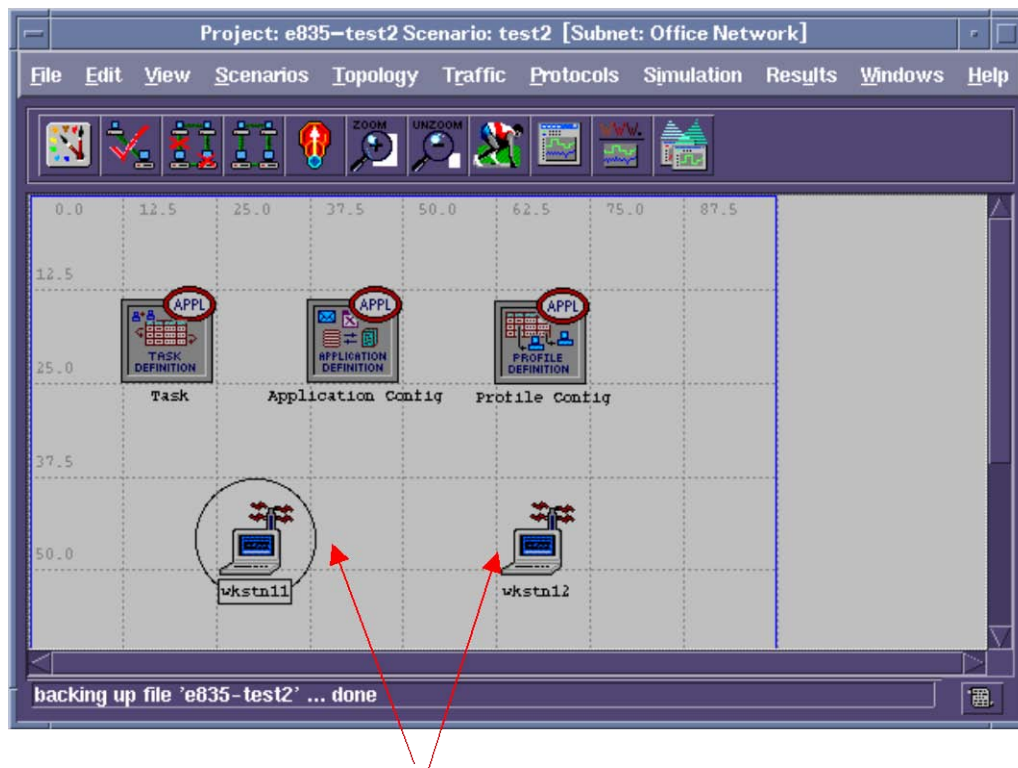 Project: e835-test2 Scenario: test2 [Subnet: Office Network]
File Edit View Scenarios Topology Traffic Protocols Simulation Results Windows Help
ZOOM UNZOOM WWW.
0.0 12.5 25.0 37.5 50.0 62.5 75.0 87.5
12.5
APPL APPL APPL
TASK DEFINITION
APPLICATION DEFINITION
PROFILE DEFINITION
25.0
Task Application Config Profile Config
37.5
50.0
wkstn11 wkstn12
backing up file 'e835-test2' ... done